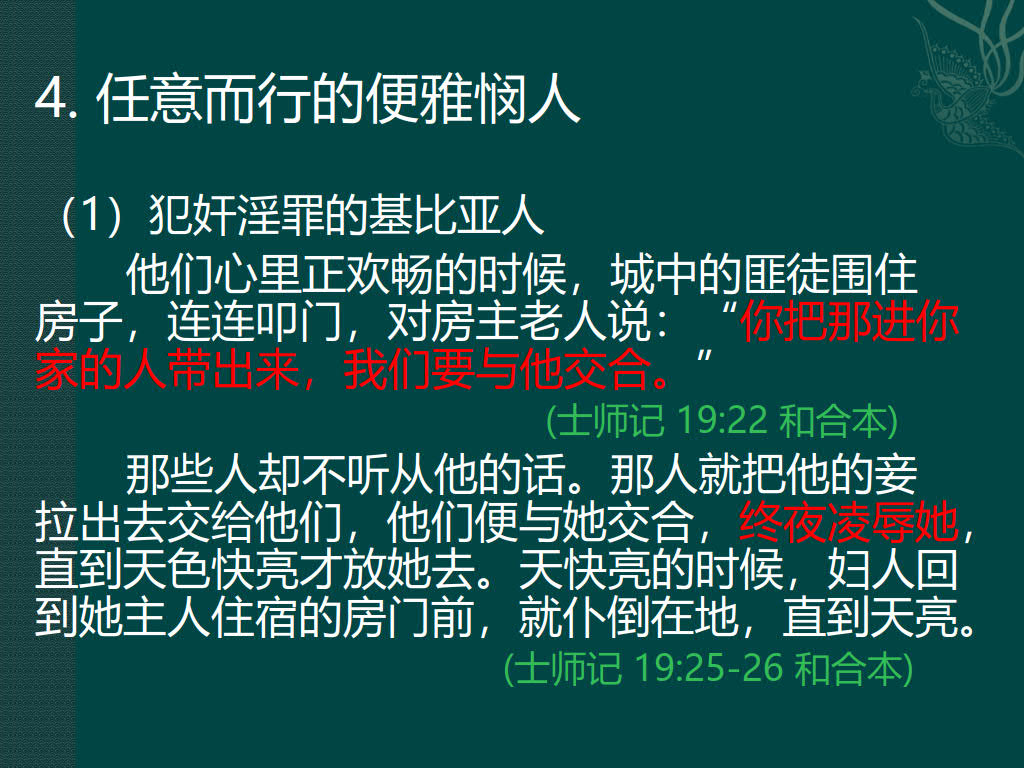 4. 任意而行的便雅悯人
（1）犯奸淫罪的基比亚人
他们心里正欢畅的时候，城中的匪徒围住
房子，连连叩门，对房主老人说：“你把那进你
家的人带出来，我们要与他交合。”
(士师记 19:22 和合本)
那些人却不听从他的话。那人就把他的妾
拉出去交给他们，他们便与她交合，终夜凌辱她，
直到天色快亮才放她去。天快亮的时候，妇人回
到她主人住宿的房门前，就仆倒在地，直到天亮。
(士师记 19:25-26 和合本)